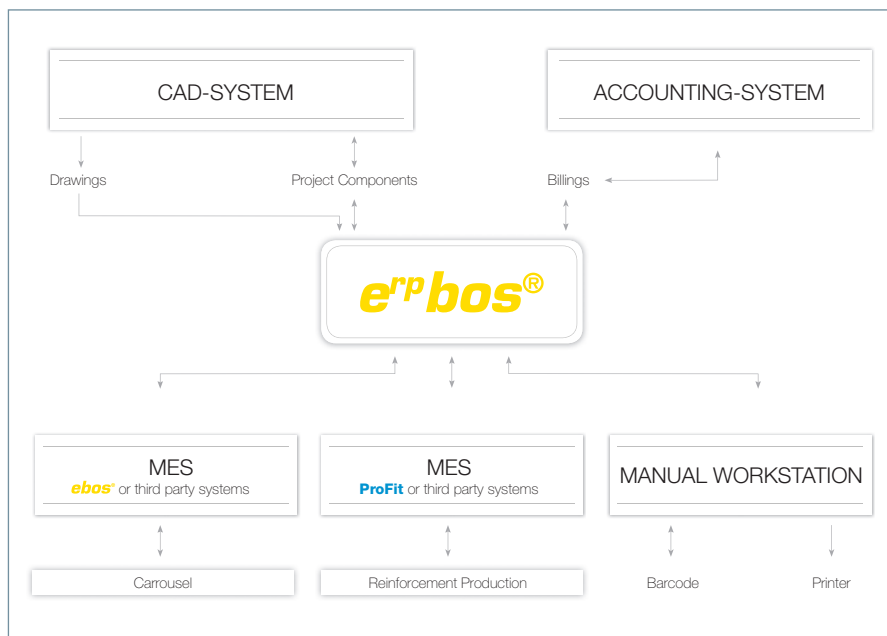 CAD-SYSTEM
ACCOUNTING-SYSTEM
Drawings
Project Components
Billings
erpbos®
MES
ebos® or third party systems
MES
ProFit or third party systems
MANUAL WORKSTATION
Carrousel
Reinforcement Production
Barcode
Printer